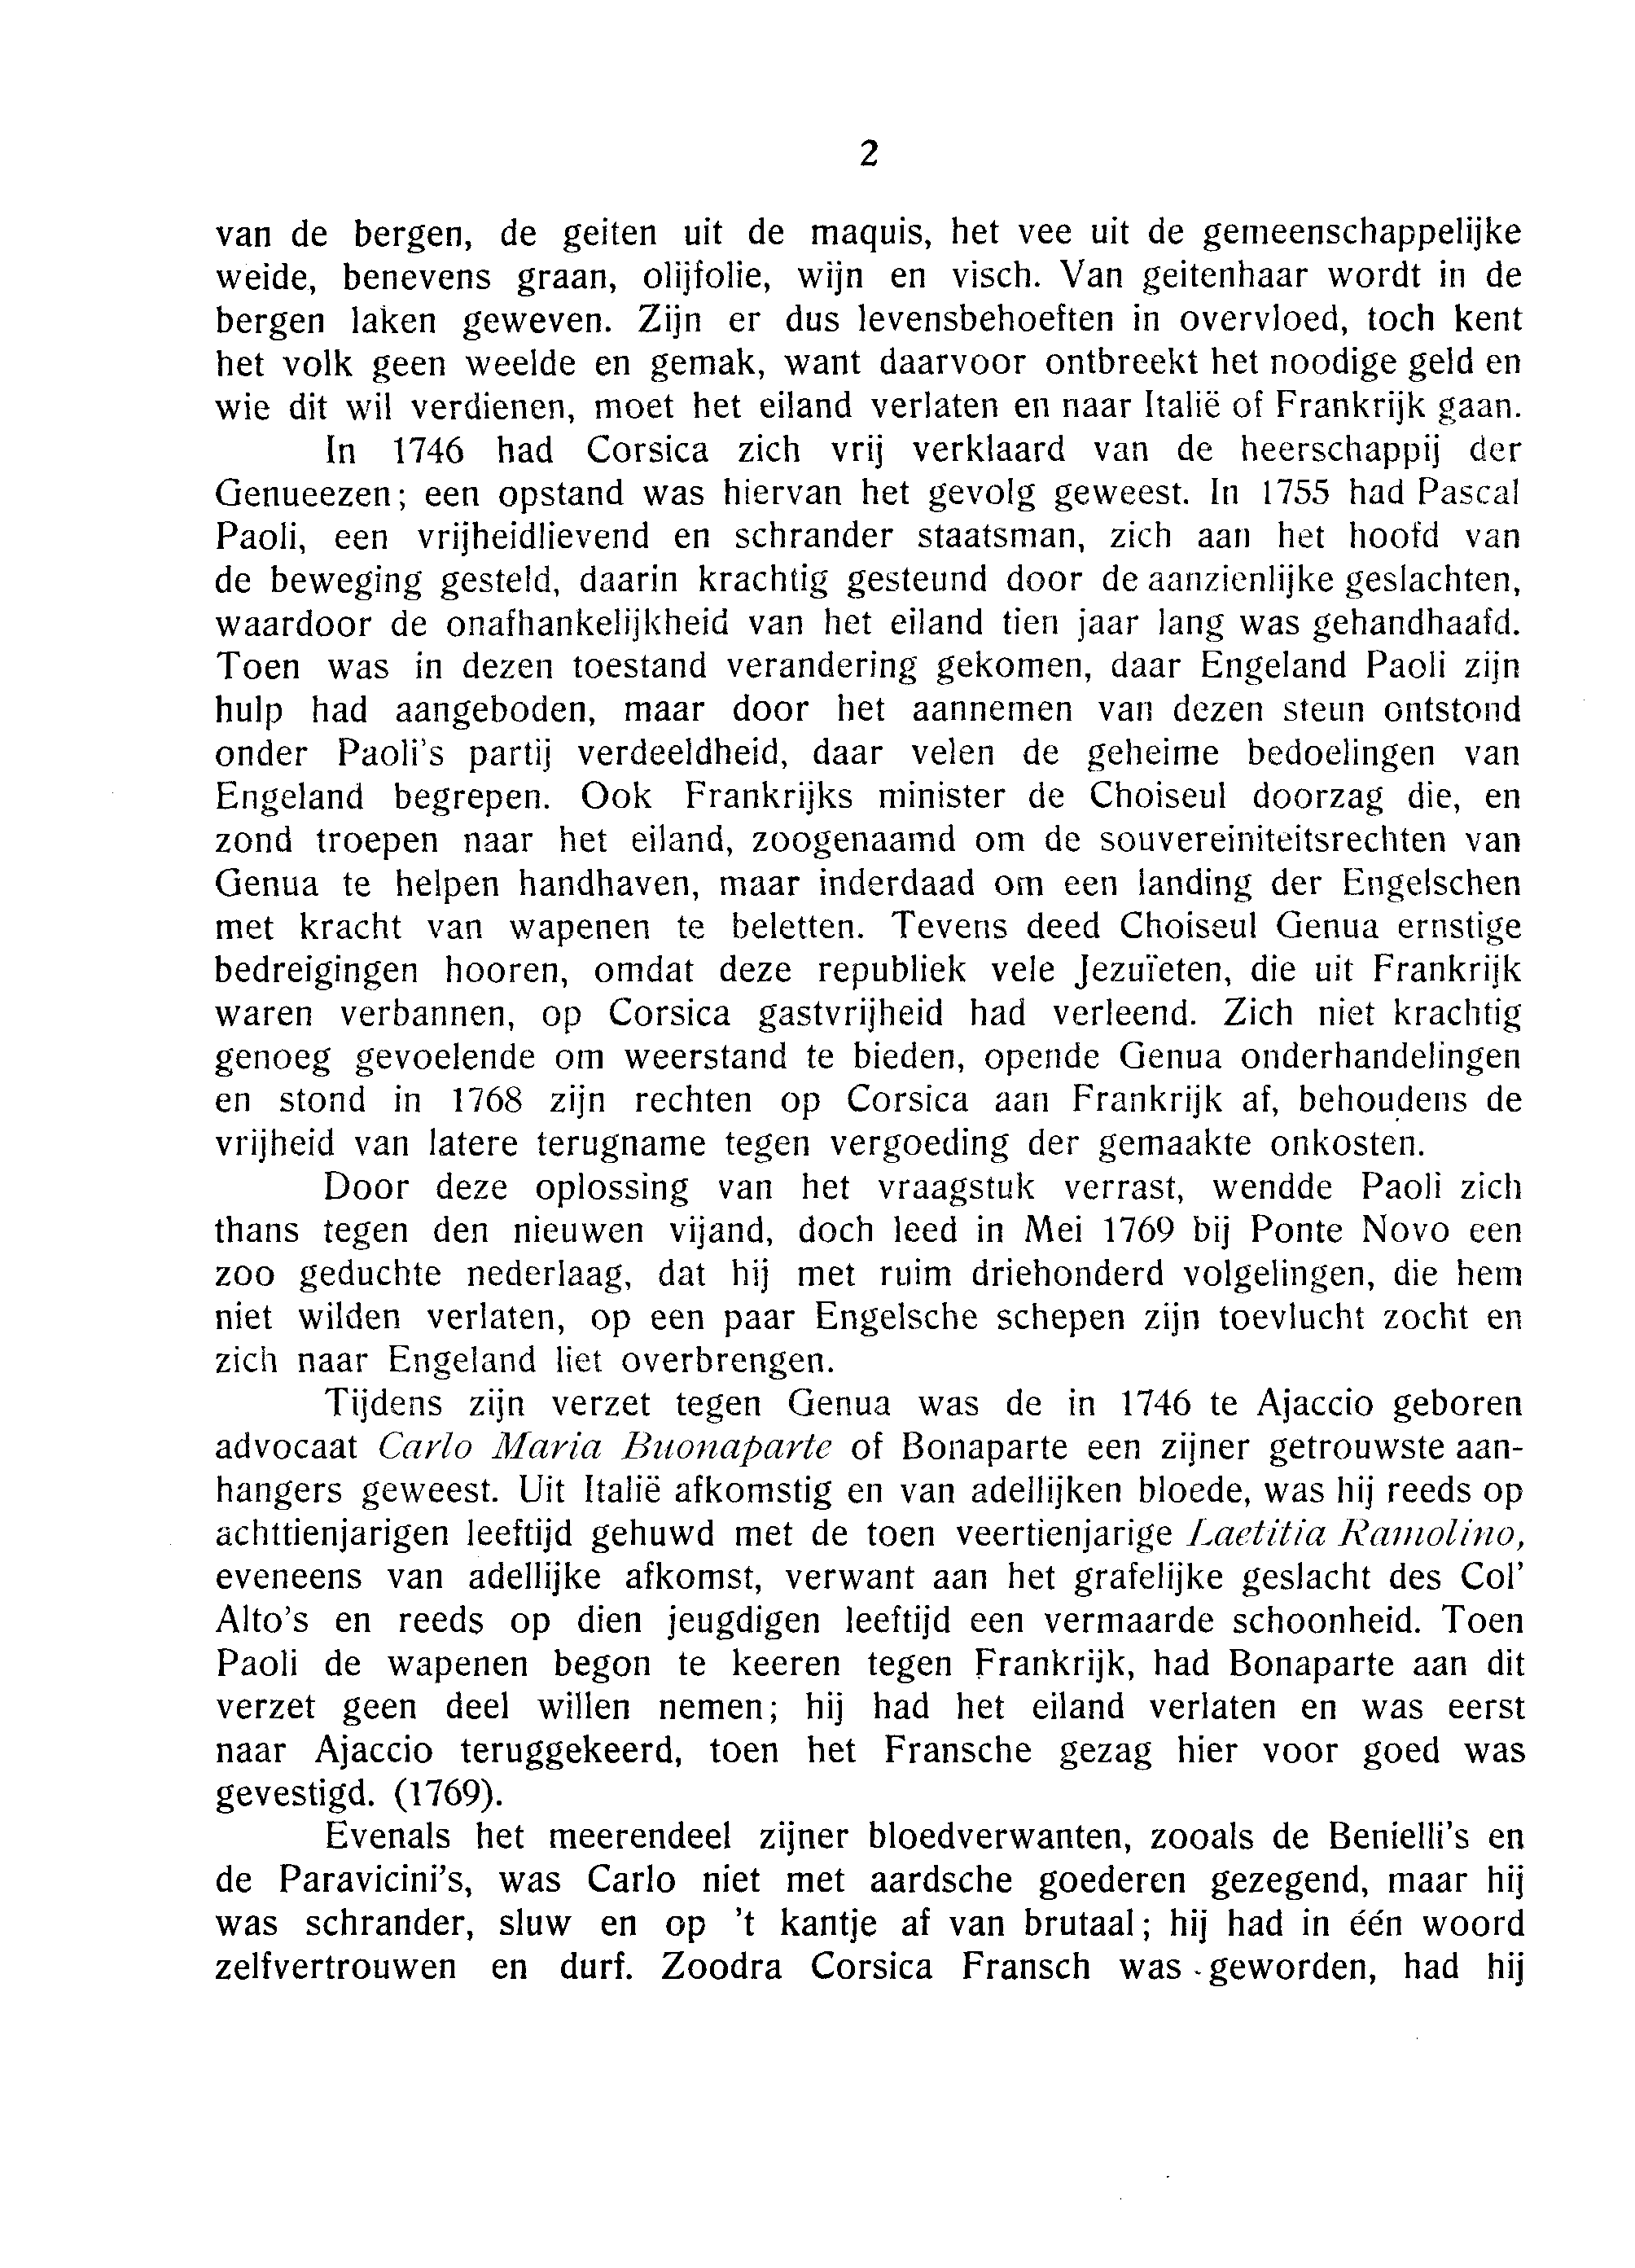 2
van de bergen, de geiten uit de maquis, het vee uit de gemeenschappelijke
weide, benevens graan, olijfolie, wijn en visch. Van geitenhaar wordt in de
bergen laken geweven. Zijn er dus levensbehoeften in overvloed, toch kent
het volk geen weelde en gemak, want daarvoor ontbreekt het noodige geld en
wie dit wil verdienen, moet het eiland verlaten en naar Italië of Frankrijk gaan.
In 1746 had Corsica zich vrij verklaard van de heerschappij der
Genueezen; een opstand was hiervan het gevolg geweest. In 1755 had Pascal
Paoli, een vrijheidlievend en schrander staatsman, zich aan het hoofd van
de beweging gesteld, daarin krachtig gesteund door de aanzienlijke geslachten,
waardoor de onafhankelijkheid van het eiland tien jaar lang was gehandhaafd.
Toen was in dezen toestand verandering gekomen, daar Engeland Paoli zijn
hulp had aangeboden, maar door het aannemen van dezen steun ontstond
onder Paoli's partij verdeeldheid, daar velen de geheime bedoelingen van
Engeland begrepen. Ook Frankrijks minister de Choiseul doorzag die, en
zond troepen naar het eiland, zoogenaamd om de souvereiniteitsrechten van
Genua te helpen handhaven, maar inderdaad om een landing der Engelschen
met kracht van wapenen te beletten. Tevens deed Choiseul Genua ernstige
bedreigingen hooren, omdat deze republiek vele Jezuïeten, die uit Frankrijk
waren verbannen, op Corsica gastvrijheid had verleend. Zich niet krachtig
genoeg gevoelende om weerstand te bieden, opende Genua onderhandelingen
en stond in 1768 zijn rechten op Corsica aan Frankrijk af, behoudens de
vrijheid van latere terugname tegen vergoeding der gemaakte onkosten.
Door deze oplossing van het vraagstuk verrast, wendde Paoli zich
thans tegen den nieuwen vijand, doch leed in Mei 1769 bij Ponte Novo een
zoo geduchte nederlaag, dat hij met ruim driehonderd volgelingen, die hem
niet wilden verlaten, op een paar Engelsche schepen zijn toevlucht zocht en
zich naar Engeland liet overbrengen.
Tijdens zijn verzet tegen Genua was de in 1746 te Ajaccio geboren
advocaat Carlo Maria Buonaparte of Bonaparte een zijner getrouwste aan-
hangers geweest. Uit Italië afkomstig en van adellijken bloede, was hij reeds op
achttienjarigen leeftijd gehuwd met de toen veertienjarige Laetitia Ramolino,
eveneens van adellijke afkomst, verwant aan het grafelijke geslacht des Col'
Alto's en reeds op dien jeugdigen leeftijd een vermaarde schoonheid. Toen
Paoli de wapenen begon te keeren tegen Frankrijk, had Bonaparte aan dit
verzet geen deel willen nemen; hij had het eiland verlaten en was eerst
naar Ajaccio teruggekeerd, toen het Fransche gezag hier voor goed was
gevestigd. (1769).
Evenals het meerendeel zijner bloedverwanten, zooals de Benielli's en
de Paravicini's, was Carlo niet met aardsche goederen gezegend, maar hij
was schrander, sluw en op 't kantje af van brutaal; hij had in één woord
zelfvertrouwen en durf. Zoodra Corsica Fransch was geworden, had hij